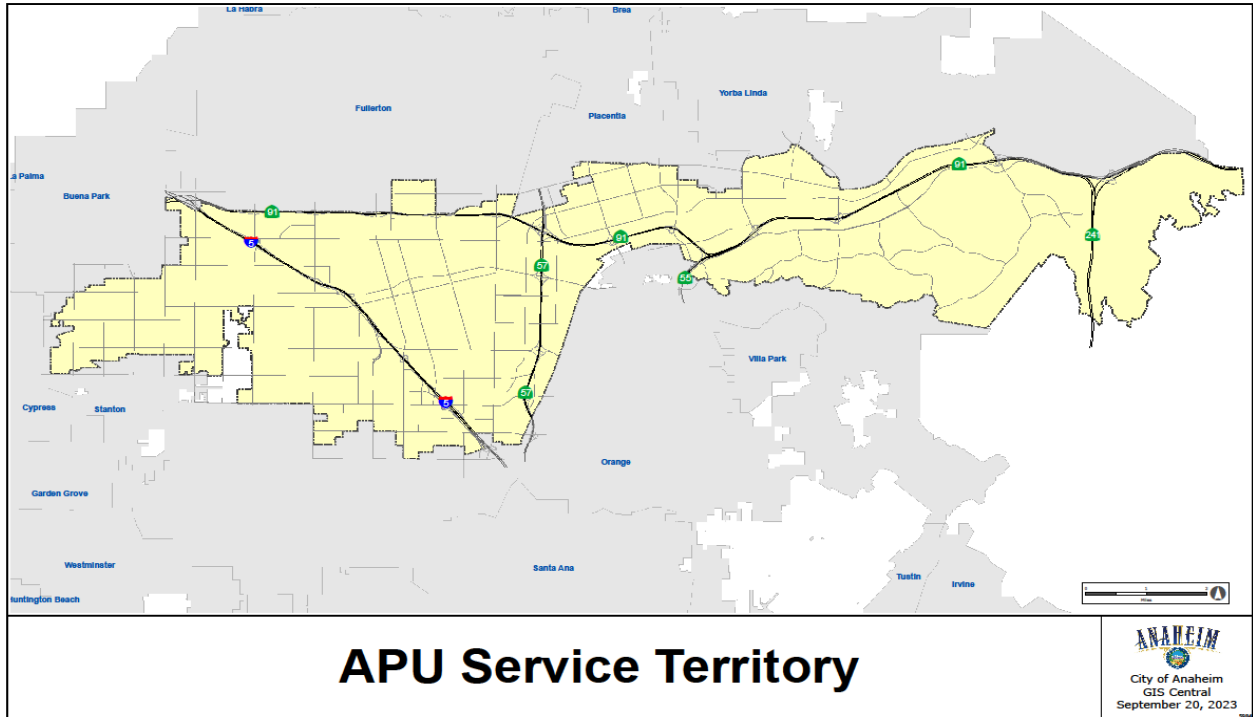 La Habra
Brea
Yorba Linda
Fullerton
Placentia
La Palma
Buena Park
91
91
5
91
241
57
55
Villa Park
57
5
Cypress
Stanton
Orange
Garden Grove
Westminster
Santa Ana
Tustin
Irvine
Huntington Beach
Miles
APU Service Territory
ANAHEIM
City of Anaheim
GIS Central
September 20, 2023